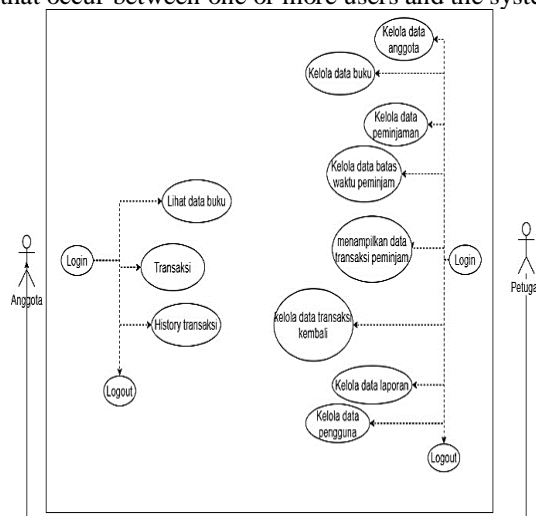 that occur between one or more users and the syste
Kelola data
anggota
Kelola data buku
Kelola data
peminjaman
Kelola data batas
waktu peminjam
Lihat data buku
menampilkan data
transaksi peminjam
Login
Transaksi
Login
Anggota
Petuga
History transaksi
kelola data transaksi
kembali
Logout
Kelola data laporan
Kelola data
pengguna
Logout